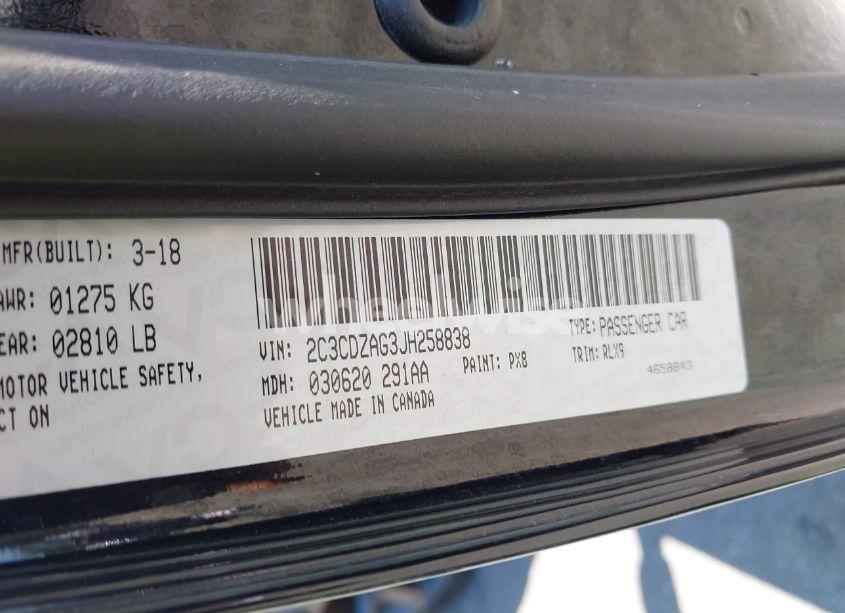 MFR(BUILT): 3-18
AWR: 01275 KG
EAR: 02810 LB
MOTOR VEHICLE SAFETY,
CT ON
wheelwise
VIN: 2C3CDZAG3JH258838
TYPE: PASSENGER CAR
MDH: 030620 291AA
PAINT: PX8
TRIM: RLX9
VEHICLE MADE IN CANADA
4658843